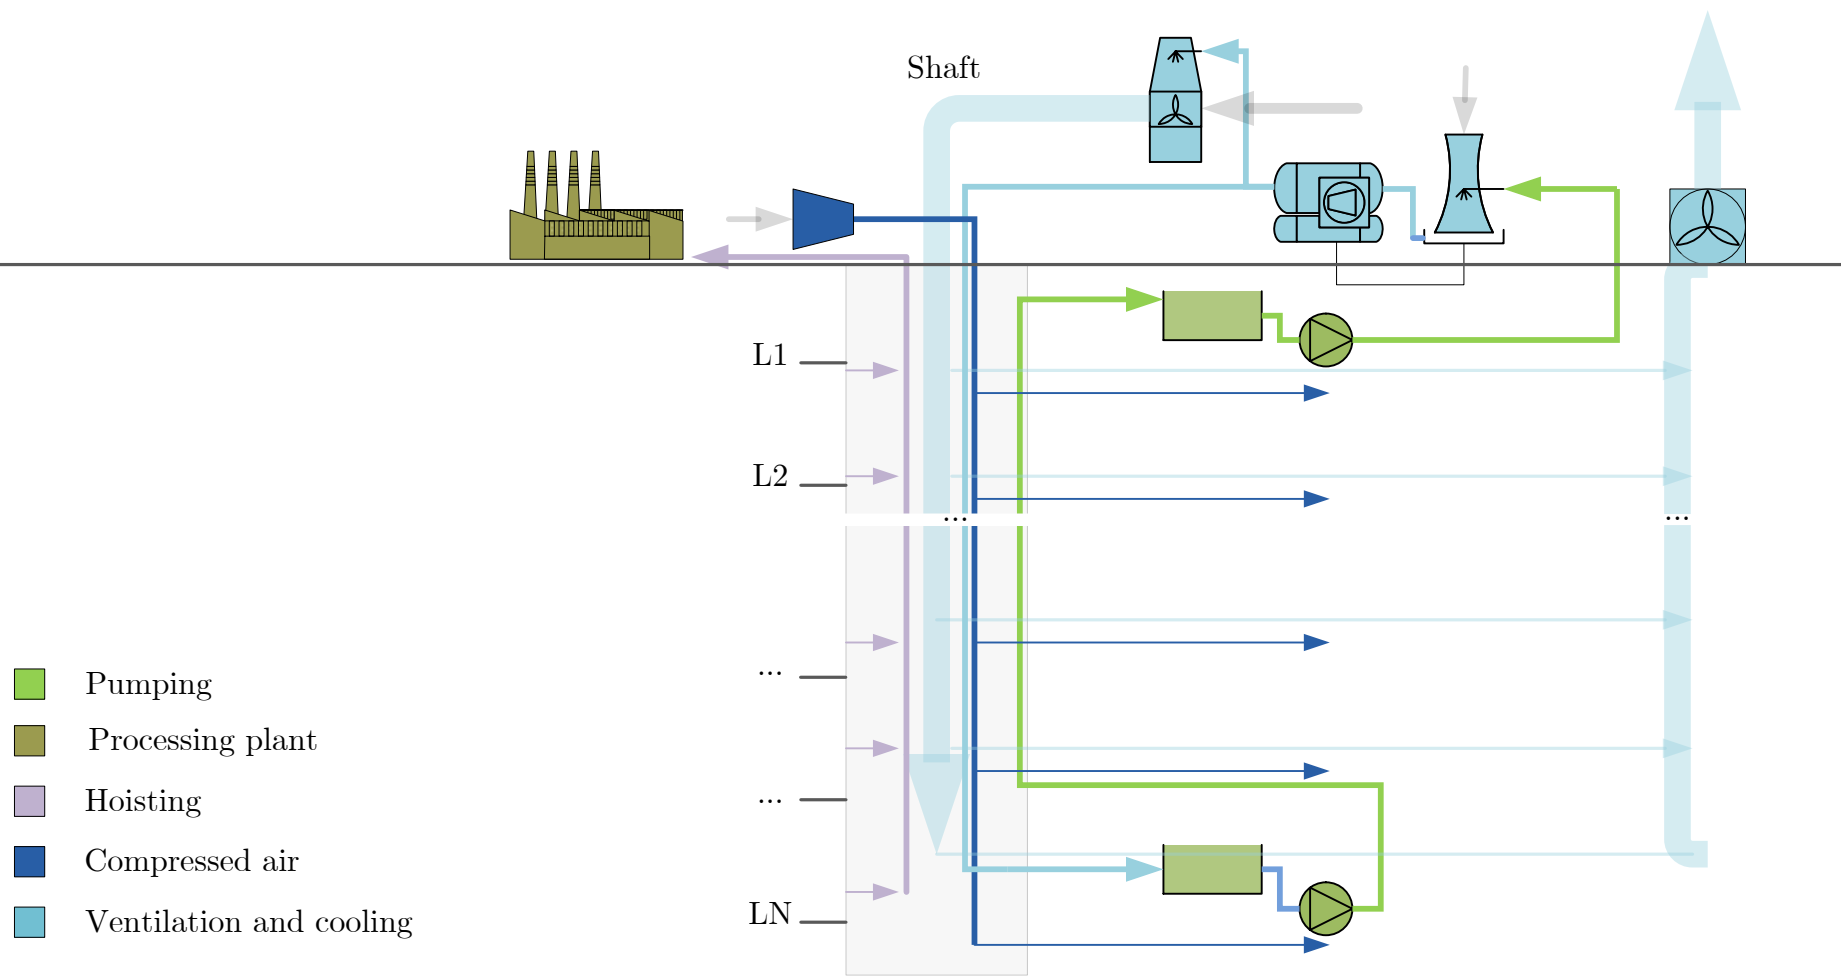 Shaft
L1
L2
...
...
...
...
LN
Pumping
Processing plant
Hoisting
Compressed air
Ventilation and cooling